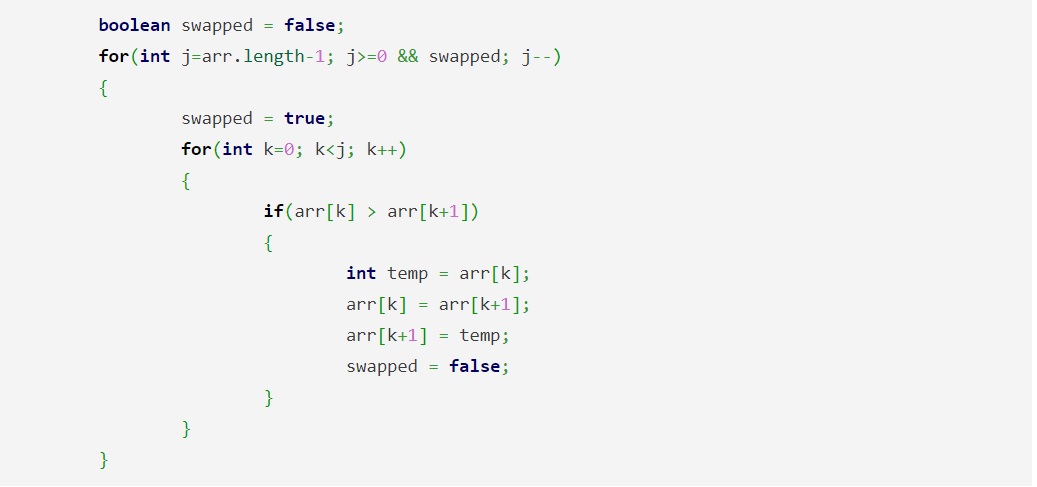 boolean swapped = false;
for(int j=arr.length-1; j>=0 && swapped; j--)
{
swapped = true;
for(int k=0; k<j; k++)
{
if(arr[k] > arr[k+1])
{
int temp = arr[k];
arr[k] = arr[k+1];
arr[k+1] = temp;
swapped = false;
}
}
}